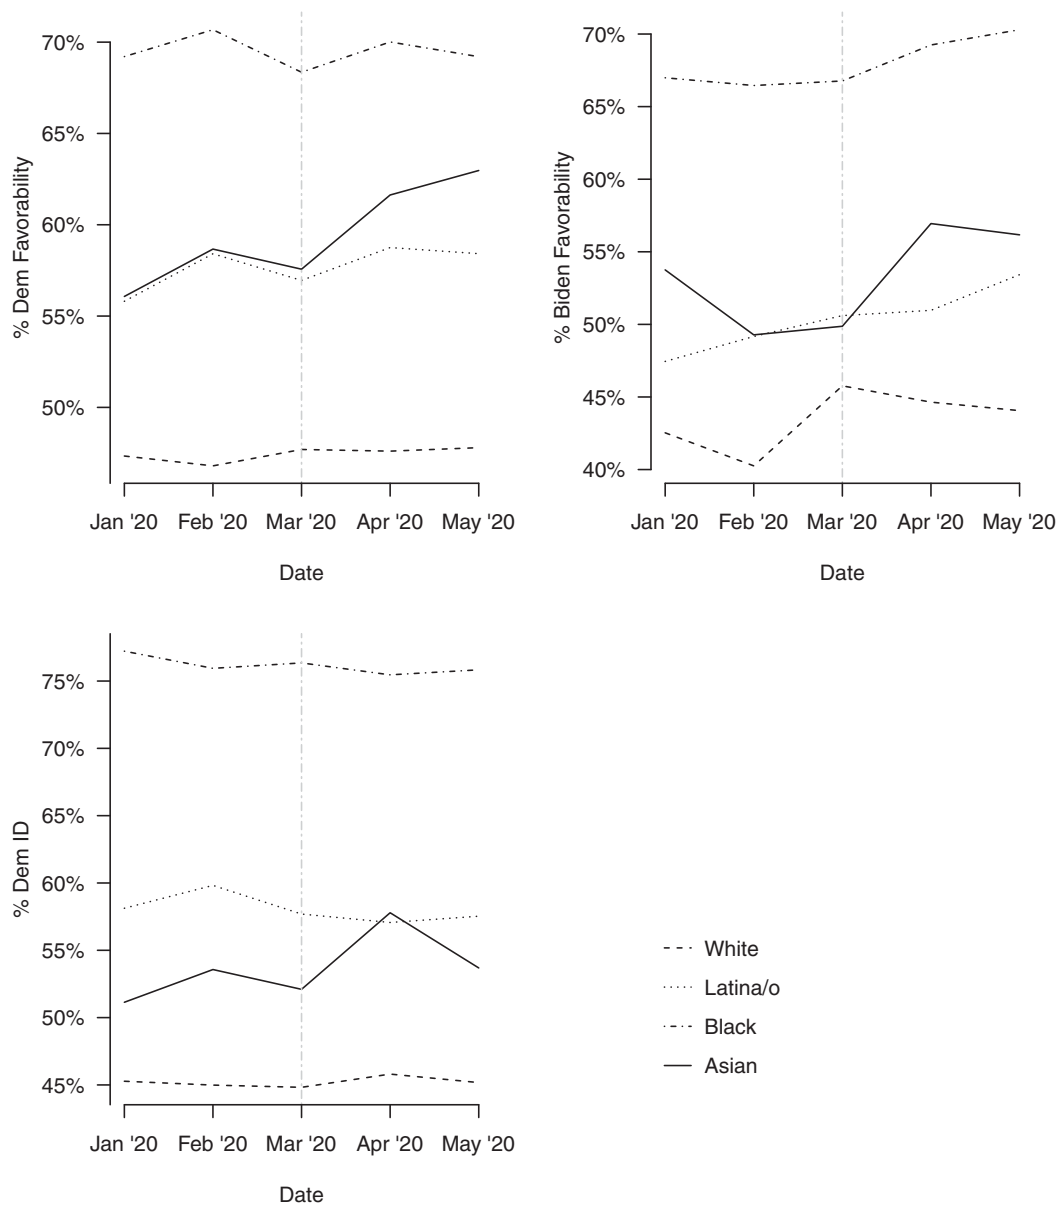 % Dem Favorability
70%
65%
60%
55%
50%
Jan '20 Feb '20 Mar '20 Apr '20 May '20
Date
% Biden Favorability
70%
65%
60%
55%
50%
45%
40%
Jan '20 Feb '20 Mar '20 Apr '20 May '20
Date
% Dem ID
75%
70%
65%
60%
55%
50%
45%
Jan '20 Feb '20 Mar '20 Apr '20 May '20
Date
White
Latina/o
Black
Asian